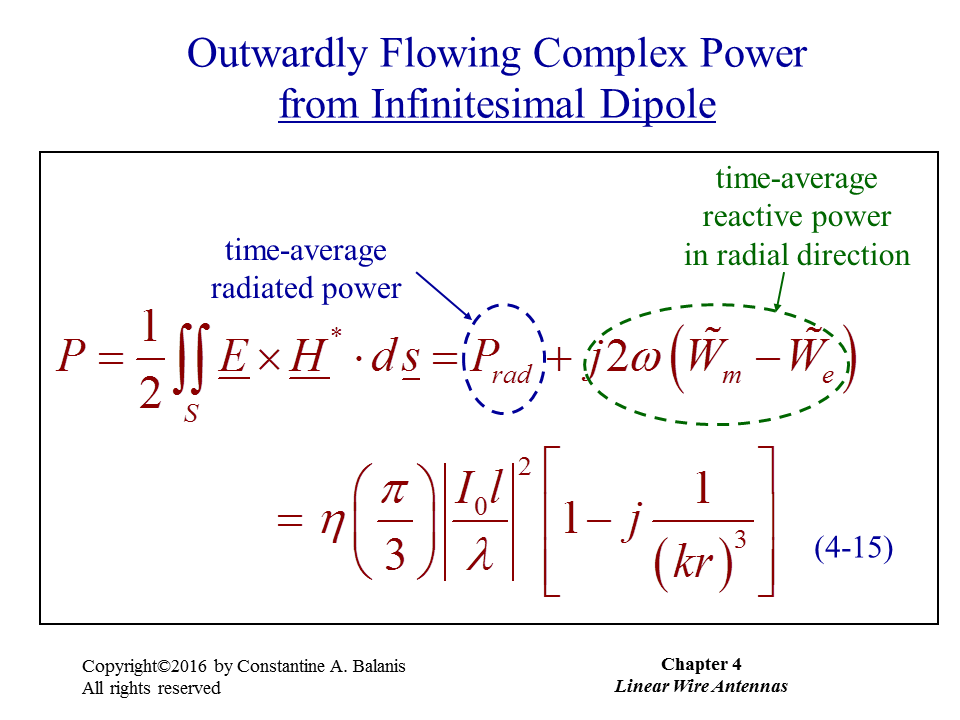 Outwardly Flowing Complex Power
from Infinitesimal Dipole
time-average
reactive power
in radial direction
time-average
radiated power
P = \frac{1}{2} \iint_S \underline{E} \times \underline{H}^* \cdot d\underline{s} = P_{rad} + j2\omega (\tilde{W}_m - \tilde{W}_e)
= \eta \left( \frac{\pi}{3} \right) \left| \frac{I_0 l}{\lambda} \right|^2 \left[ 1 - j \frac{1}{(kr)^3} \right] (4-15)
Copyright©2016 by Constantine A. Balanis
All rights reserved
Chapter 4
Linear Wire Antennas